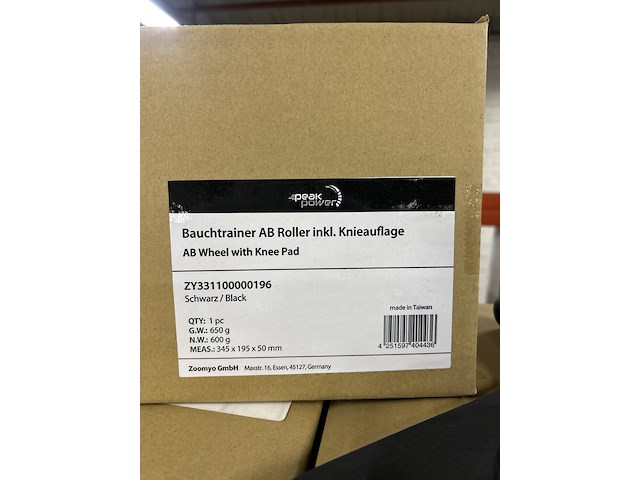 peak
power
Bauchtrainer AB Roller inkl. Knieauflage
AB Wheel with Knee Pad
ZY331100000196
Schwarz / Black
made in Taiwan
QTY: 1 pc
G.W.: 650 g
N.W.: 600 g
MEAS.: 345 x 195 x 50 mm
4 251597 404436
Zoomyo GmbH Maxstr. 16, Essen, 45127, Germany